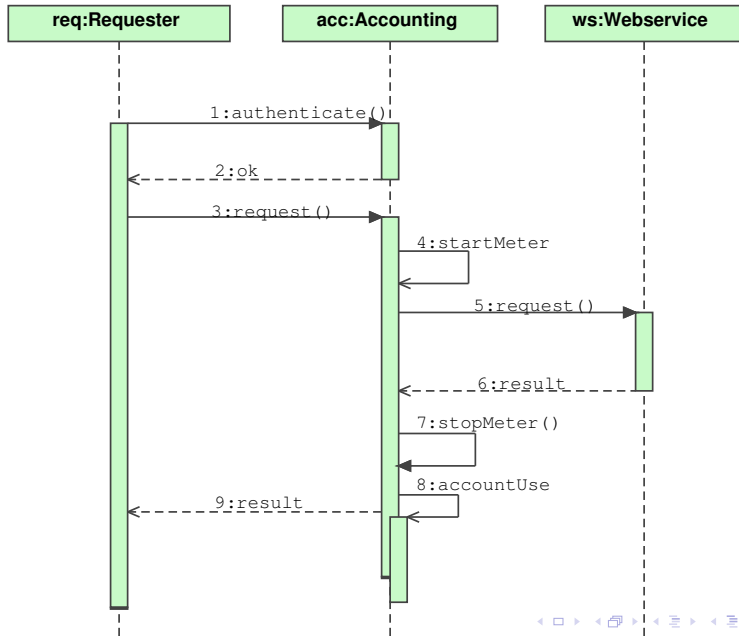 req:Requester
acc:Accounting
ws:Webservice
1:authenticate()
2:ok
3:request()
4:startMeter
5:request()
6:result
7:stopMeter()
8:accountUse
9:result